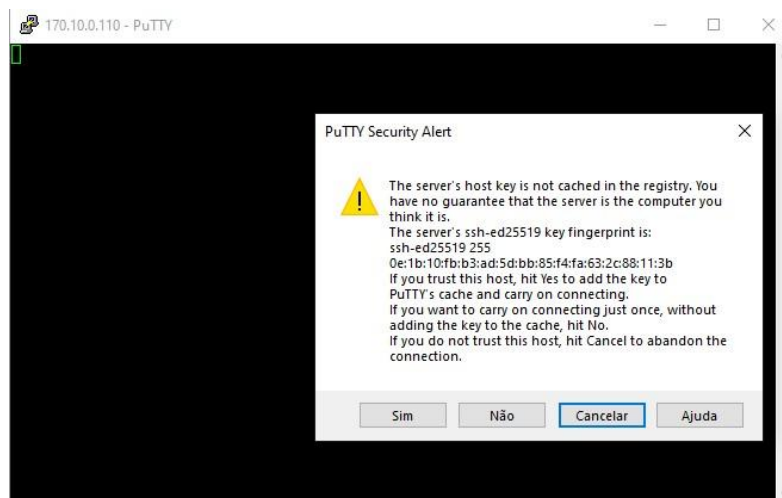 170.10.0.110 - PuTTY
PuTTY Security Alert
The server's host key is not cached in the registry. You
have no guarantee that the server is the computer you
think it is.
The server's ssh-ed25519 key fingerprint is:
ssh-ed25519 255
0e:1b:10:fb:b3:ad:5d:bb:85:f4:fa:63:2c:88:11:3b
If you trust this host, hit Yes to add the key to
PuTTY's cache and carry on connecting.
If you want to carry on connecting just once, without
adding the key to the cache, hit No.
If you do not trust this host, hit Cancel to abandon the
connection.
Sim Não Cancelar Ajuda